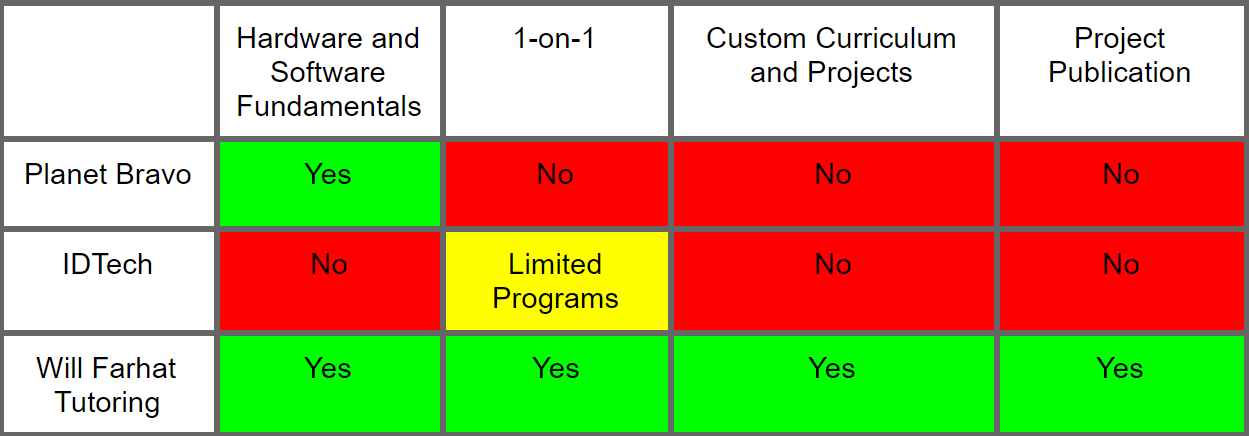 Hardware and
Software
Fundamentals
1-on-1
Custom Curriculum
and Projects
Project
Publication
Planet Bravo
Yes
No
No
No
IDTech
No
Limited
Programs
No
No
Will Farhat
Tutoring
Yes
Yes
Yes
Yes